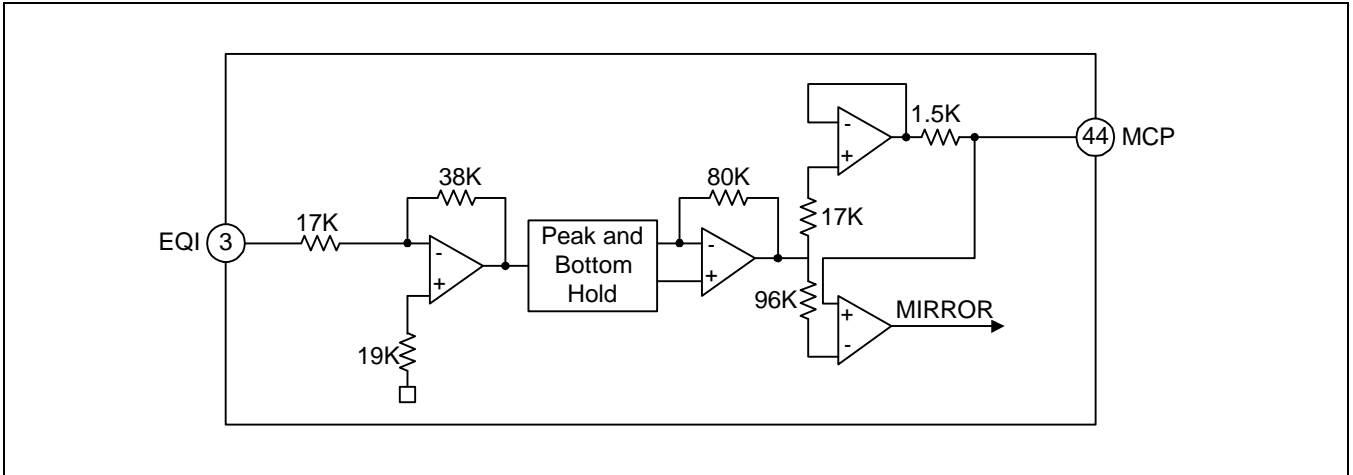 1.5K
44 MCP
38K
80K
17K
17K
EQI 3
Peak and
Bottom
Hold
96K
MIRROR
19K
-
+
-
+
-
+
+
-